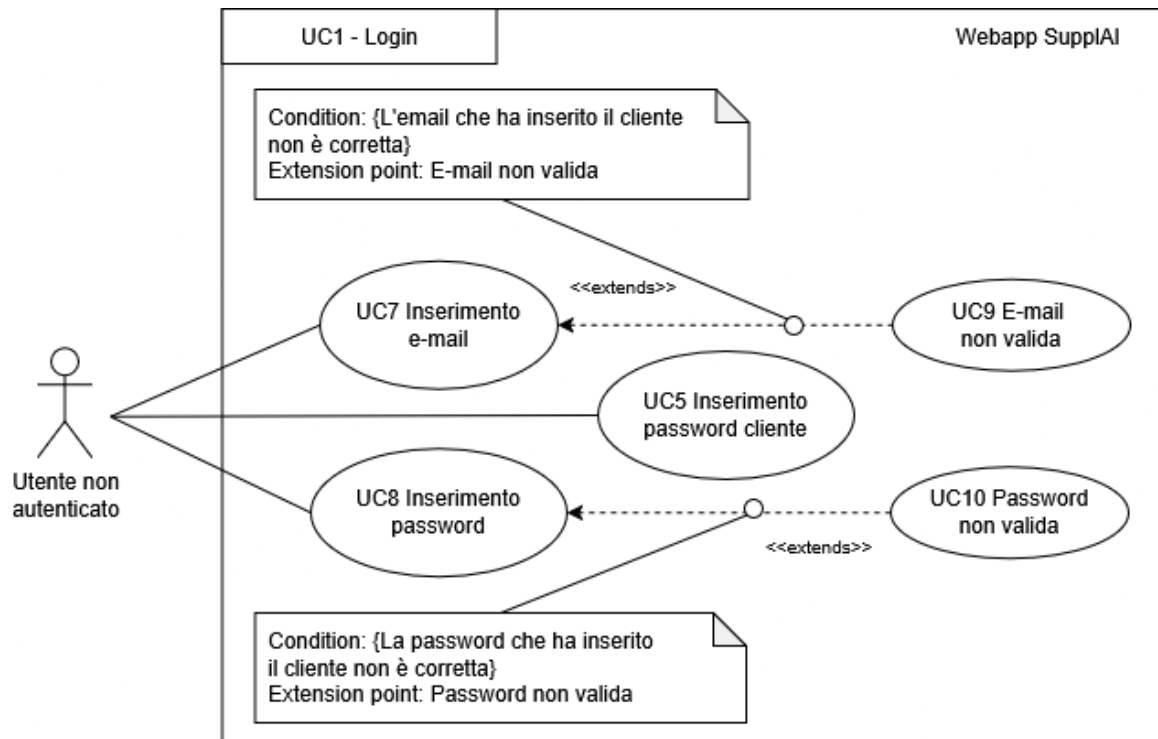 UC1 - Login
Webapp SupplAI
Condition: {L'email che ha inserito il cliente
non è corretta}
Extension point: E-mail non valida
<<extends>>
UC7 Inserimento
e-mail
UC9 E-mail
non valida
UC5 Inserimento
password cliente
Utente non
autenticato
UC8 Inserimento
password
UC10 Password
non valida
<<extends>>
Condition: {La password che ha inserito
il cliente non è corretta}
Extension point: Password non valida